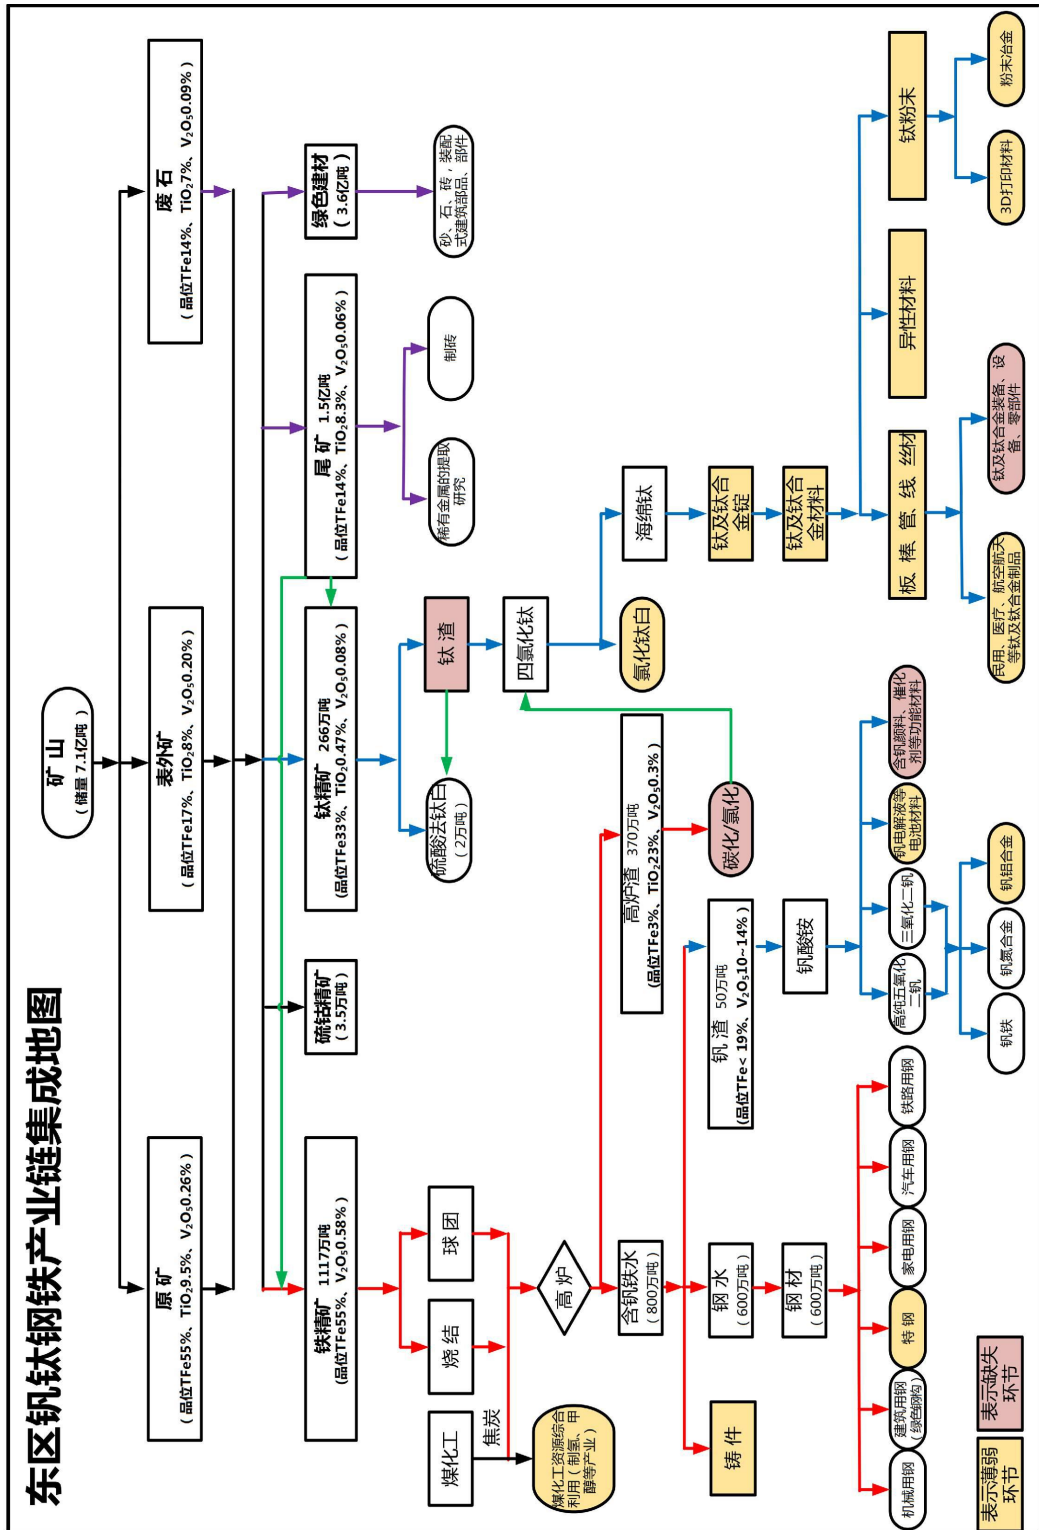 东区钒钛钢铁产业链集成地图
矿 山
（ 储量 7.1亿吨 ）
原 矿
（ 品位TFe55%、TiO₂9.5%、V₂O₅0.26% ）
表外矿
（ 品位TFe17%、TiO₂8%、V₂O₅0.20% ）
废 石
（ 品位TFe14%、TiO₂7%、V₂O₅0.09% ）
铁精矿 1117万吨
(品位TFe55%、V₂O₅0.58% ）
硫钴精矿
（ 3.5万吨 ）
钛精矿 266万吨
(品位TFe33%、TiO₂0.47%、V₂O₅0.08% ）
尾 矿 1.5亿吨
（ 品位TFe14%、TiO₂8.3%、V₂O₅0.06% ）
绿色建材
（ 3.6亿吨 ）
煤化工
焦炭
烧 结
球 团
硫酸法钛白
（ 2万吨 ）
钛 渣
稀有金属的提取
研究
制砖
砂、石、砖，装配
式建筑部品、部件
煤化工资源综合
利用（ 制氢、甲
醇等产业）
高 炉
四氯化钛
含钒铁水
（ 800万吨 ）
高炉渣 370万吨
(品位TFe3%、TiO₂23%、V₂O₅0.3% ）
氯化钛白
海绵钛
铸 件
钢 水
（ 600万吨 ）
钒 渣 50万吨
(品位TFe< 19%、V₂O₅10~14% ）
碳化/氯化
钛及钛合
金锭
钢 材
（ 600万吨 ）
钒酸铵
钛及钛合
金材料
机械用钢
建筑用钢
（ 绿色钢构 ）
特 钢
家电用钢
汽车用钢
铁路用钢
高纯五氧化
二钒
三氧化二钒
钒电解液等
电池材料
含钒颜料、催化
剂等功能材料
板 棒 管 线 丝材
异性材料
钛粉末
钒铁
钒氮合金
钒铝合金
民用、医疗、航空航天
等钛及钛合金制品
钛及钛合金装备、设
备、零部件
3D打印材料
粉末冶金
表示薄弱
环节
表示缺失
环节